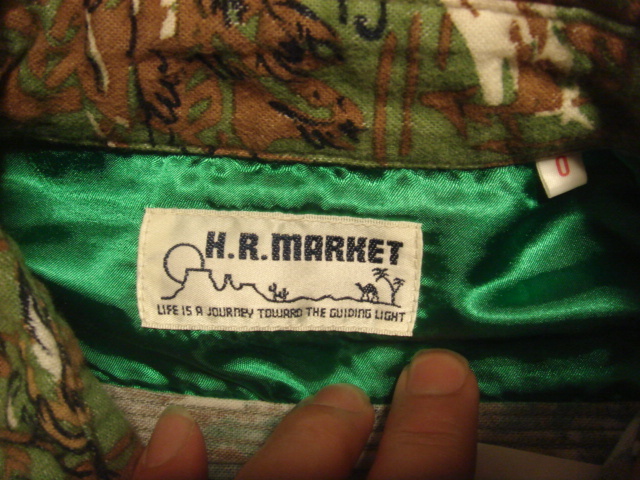 0
H.R.MARKET
LIFE IS A JOURNEY TOWARD THE GUIDING LIGHT